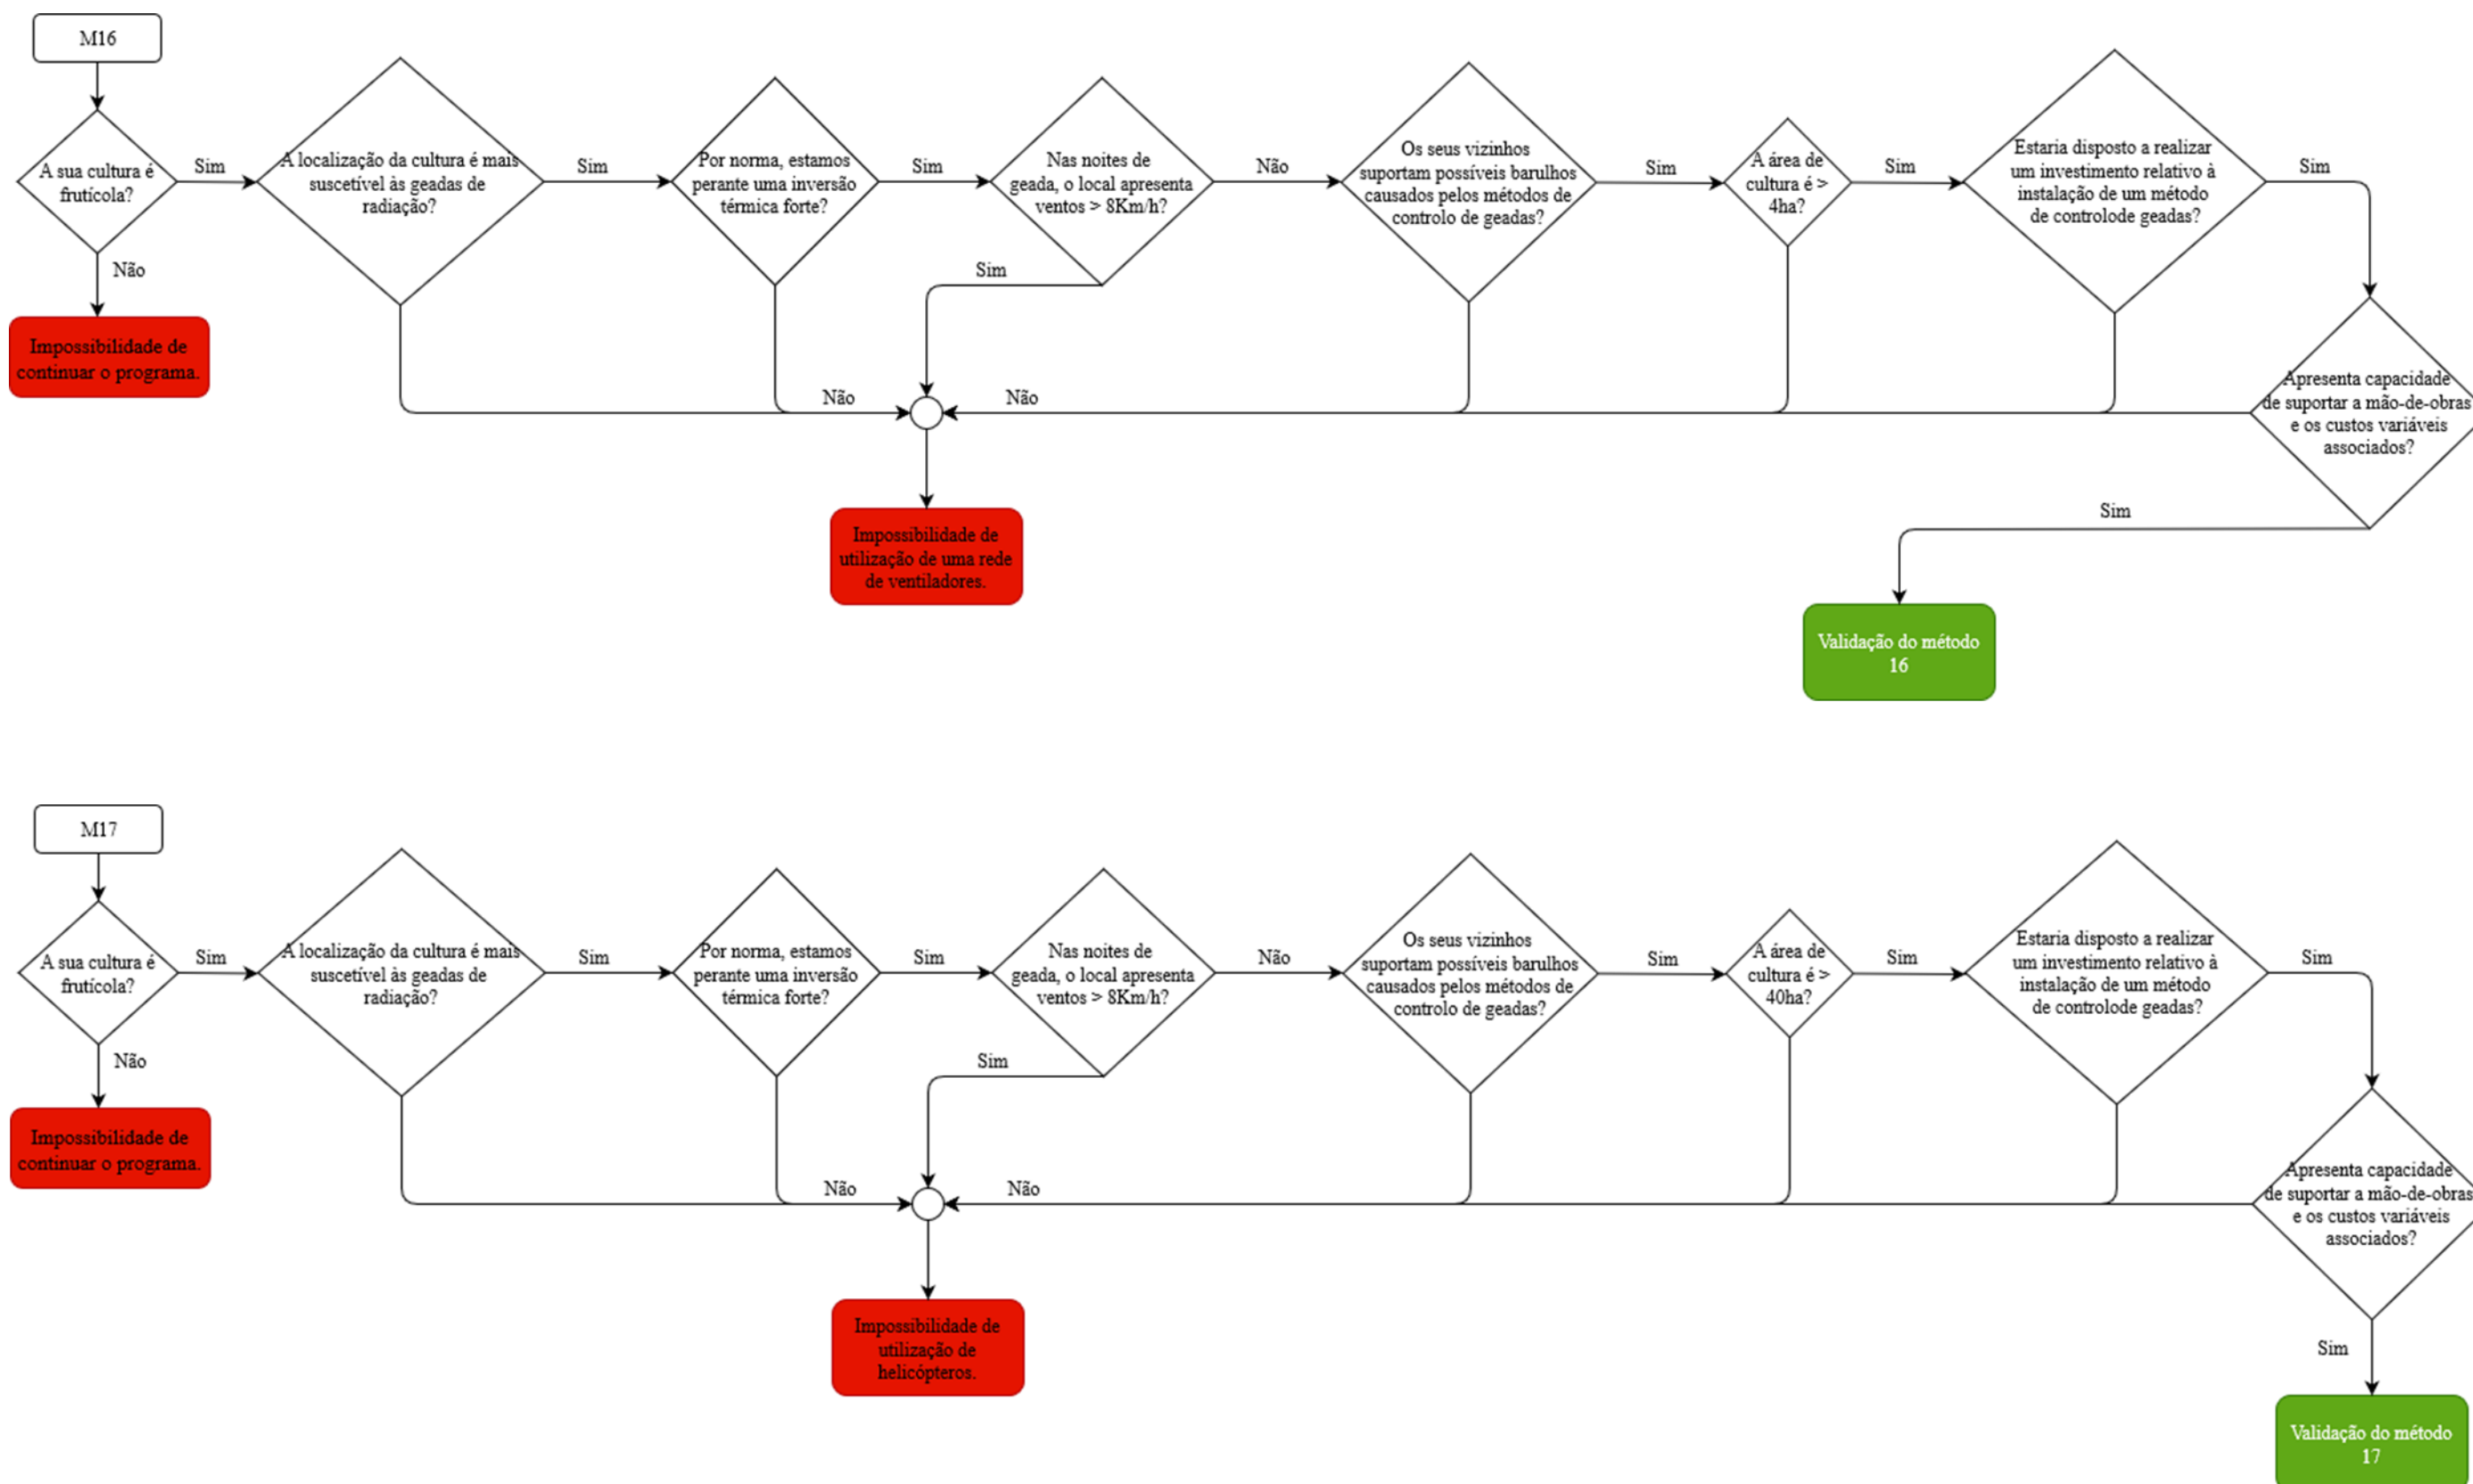 M16
A sua cultura é
frutícola?
Sim
Não
Impossibilidade de
continuar o programa.
A localização da cultura é mais
suscetível às geadas de
radiação?
Sim
Por norma, estamos
perante uma inversão
térmica forte?
Sim
Nas noites de
geada, o local apresenta
ventos > 8Km/h?
Não
Sim
Os seus vizinhos
suportam possíveis barulhos
causados pelos métodos de
controlo de geadas?
Sim
A área de
cultura é >
4ha?
Sim
Estaria disposto a realizar
um investimento relativo à
instalação de um método
de controlode geadas?
Sim
Apresenta capacidade
de suportar a mão-de-obras
e os custos variáveis
associados?
Não
Não
Impossibilidade de
utilização de uma rede
de ventiladores.
Sim
Validação do método
16
M17
A sua cultura é
frutícola?
Sim
Não
Impossibilidade de
continuar o programa.
A localização da cultura é mais
suscetível às geadas de
radiação?
Sim
Por norma, estamos
perante uma inversão
térmica forte?
Sim
Nas noites de
geada, o local apresenta
ventos > 8Km/h?
Não
Sim
Os seus vizinhos
suportam possíveis barulhos
causados pelos métodos de
controlo de geadas?
Sim
A área de
cultura é >
40ha?
Sim
Estaria disposto a realizar
um investimento relativo à
instalação de um método
de controlode geadas?
Sim
Apresenta capacidade
de suportar a mão-de-obras
e os custos variáveis
associados?
Não
Não
Impossibilidade de
utilização de
helicópteros.
Sim
Validação do método
17